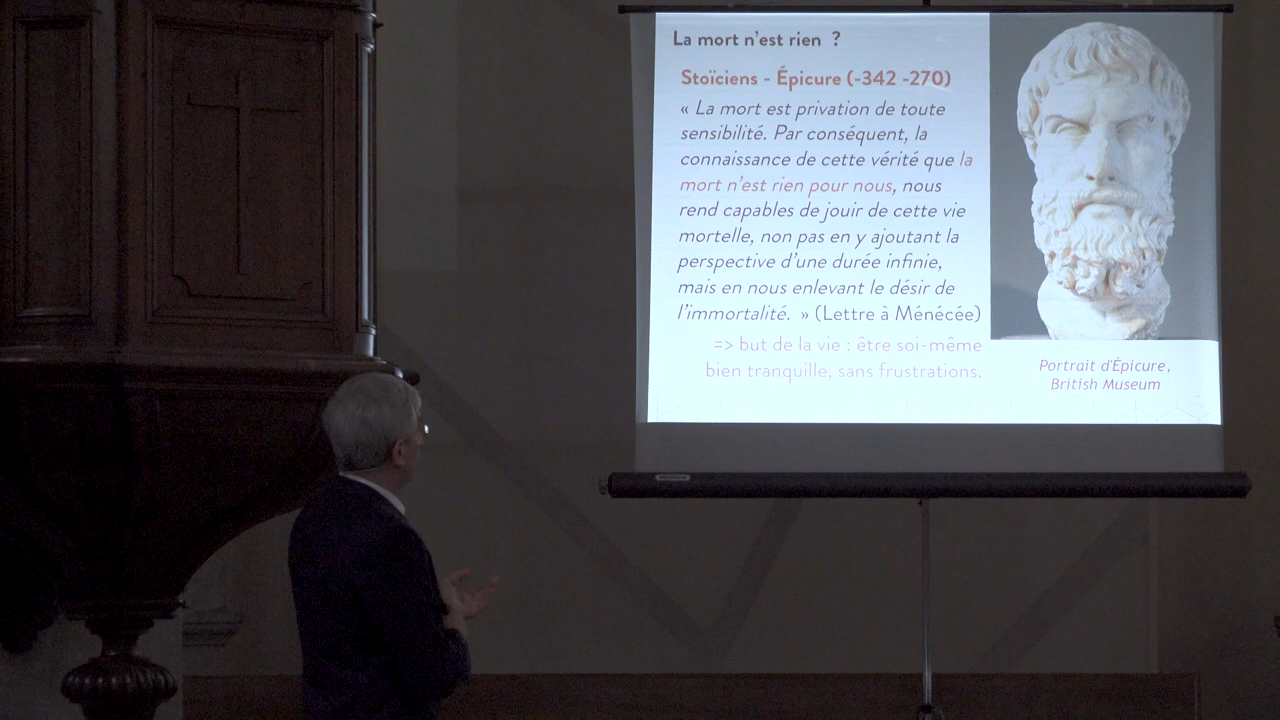 La mort n'est rien ?
Stoïciens - Épicure (-342 -270)
« La mort est privation de toute
sensibilité. Par conséquent, la
connaissance de cette vérité que la
mort n'est rien pour nous, nous
rend capables de jouir de cette vie
mortelle, non pas en y ajoutant la
perspective d'une durée infinie,
mais en nous enlevant le désir de
l'immortalité. » (Lettre à Ménécée)
=> but de la vie : être soi-même
bien tranquille, sans frustrations.
Portrait d'Épicure,
British Museum